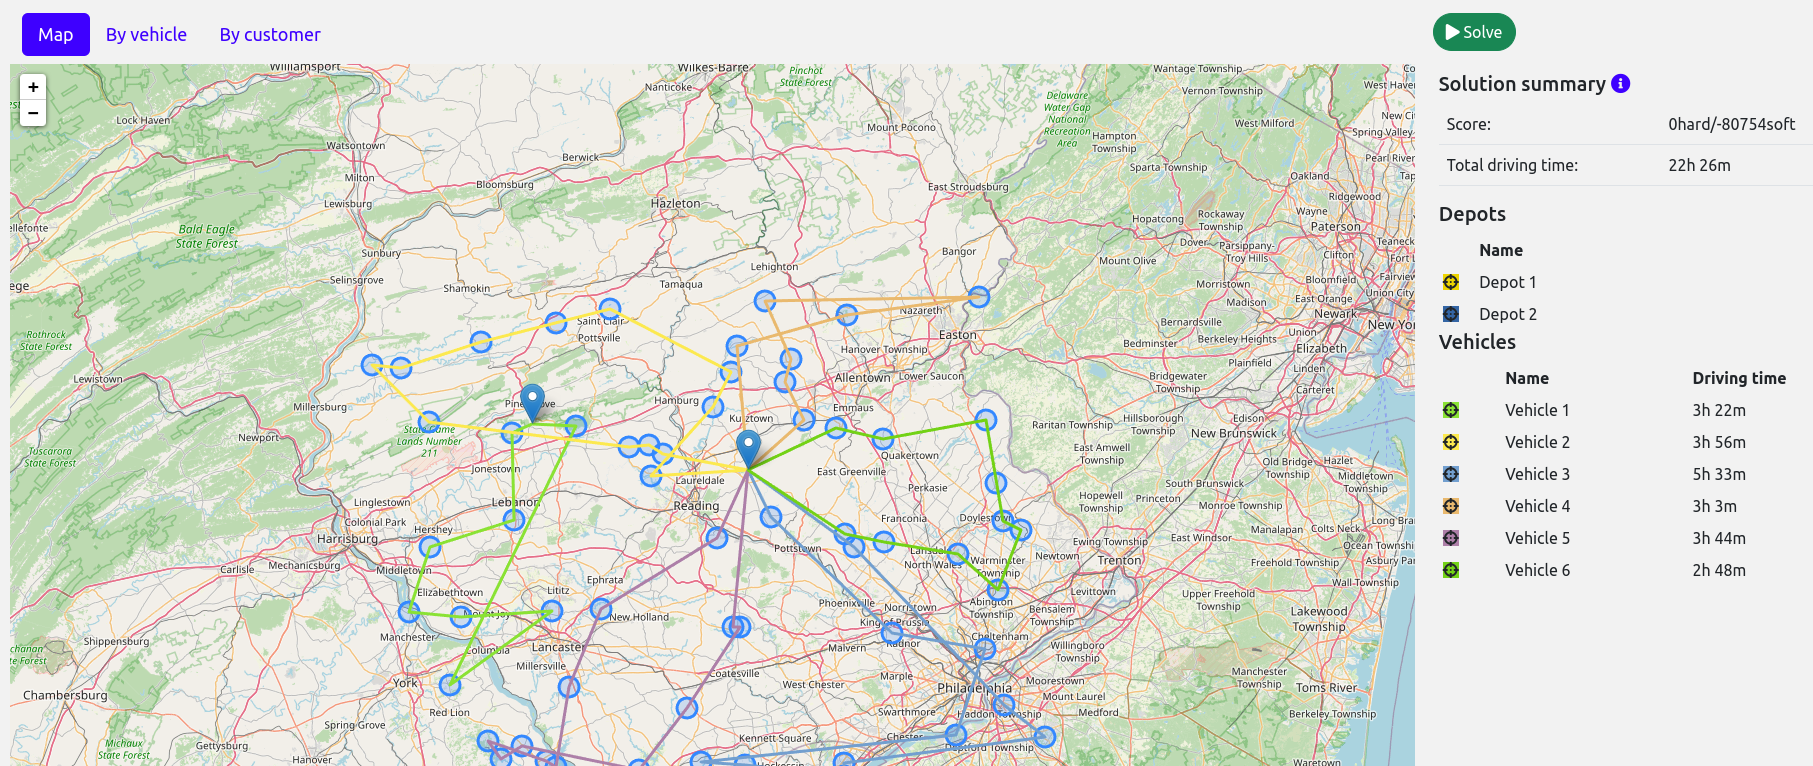 Map By vehicle By customer
Solve
+
−
Solution summary
Score: 0hard/-80754soft
Total driving time: 22h 26m
Depots
Name
Depot 1
Depot 2
Vehicles
Name Driving time
Vehicle 1 3h 22m
Vehicle 2 3h 56m
Vehicle 3 5h 33m
Vehicle 4 3h 3m
Vehicle 5 3h 44m
Vehicle 6 2h 48m
Williamsport
Wilkes-Barre
Nanticoke
Pinchot
State Forest
Wantage Township
Vernon Township
West Haven
Lock Haven
Watsontown
Mount Pocono
Delaware
Water Gap
National
Recreation
Area
Hampton
Township
West Milford
Spring Valley
Berwick
Milton
Bloomsburg
Lewisburg
Hazleton
East Stroudsburg
Sparta Township
Oakland
Pearl River
Ridgewood
Wayne
Paterson
Rockaway
Township
Hopatcong
Dover
Parsippany-
Troy Hills
Teaneck
Clifton
Fort L
Bald Eagle
State Forest
Sunbury
Selinsgrove
Shamokin
Tamaqua
Lehighton
Bangor
Mount Olive
Morristown
Bloomfield
Union City
Madison
East Orange
Newark
New York
Saint Clair
Pottsville
Nazareth
Easton
Bernardsville
Berkeley Heights
Union
Elizabeth
Rothrock
State Forest
Lewistown
Millersburg
Hanover Township
Bedminster
Plainfield
Linden
Carteret
Bridgewater
Township
Allentown
Lower Saucon
Pine Grove
Hamburg
Kutztown
Emmaus
Hillsborough
Township
Edison
New Brunswick
Raritan Township
Newport
State Game
Lands Number
211
Tuscarora
State Forest
Jonestown
Quakertown
East Amwell
Township
Old Bridge
Township
Hazlet
Middletown
Township
Laureldale
Reading
East Greenville
Perkasie
South Brunswick
Princeton
Hopewell
Township
Monroe Township
Marlboro
Linglestown
Lebanon
Colonial Park
Hershey
Harrisburg
Mechanicsburg
Carlisle
Middletown
Franconia
Doylestown
Pottstown
Lansdale
North Wales
Warminster
Township
Newtown
Ewing Township
Trenton
East Windsor
Manalapan
Colts Neck
Long Bra
Ocean Township
Freehold Township
Asbury Park
Wall Township
Elizabethtown
Ephrata
Lititz
Mount Joy
New Holland
Phoenixville
Norristown
King of Prussia
Radnor
Abington
Township
Bensalem
Township
Levittown
Upper Freehold
Township
Jackson
Township
Lakewood
Township
Shippensburg
Manchester
Columbia
Lancaster
Millersville
Malvern
Cheltenham
Willingboro
Township
York
Chambersburg
Red Lion
Coatesville
West Chester
Marple
Philadelphia
Moorestown
Mount Laurel
Medford
Manchester
Township
Toms River
Berkeley Township
Spring Grove
Gettysburg
Hanover
Michaux
State Forest
Swarthmore
Chester
Haddon Township
Deptford Township
Kennett Square
Hockessin
Waretown